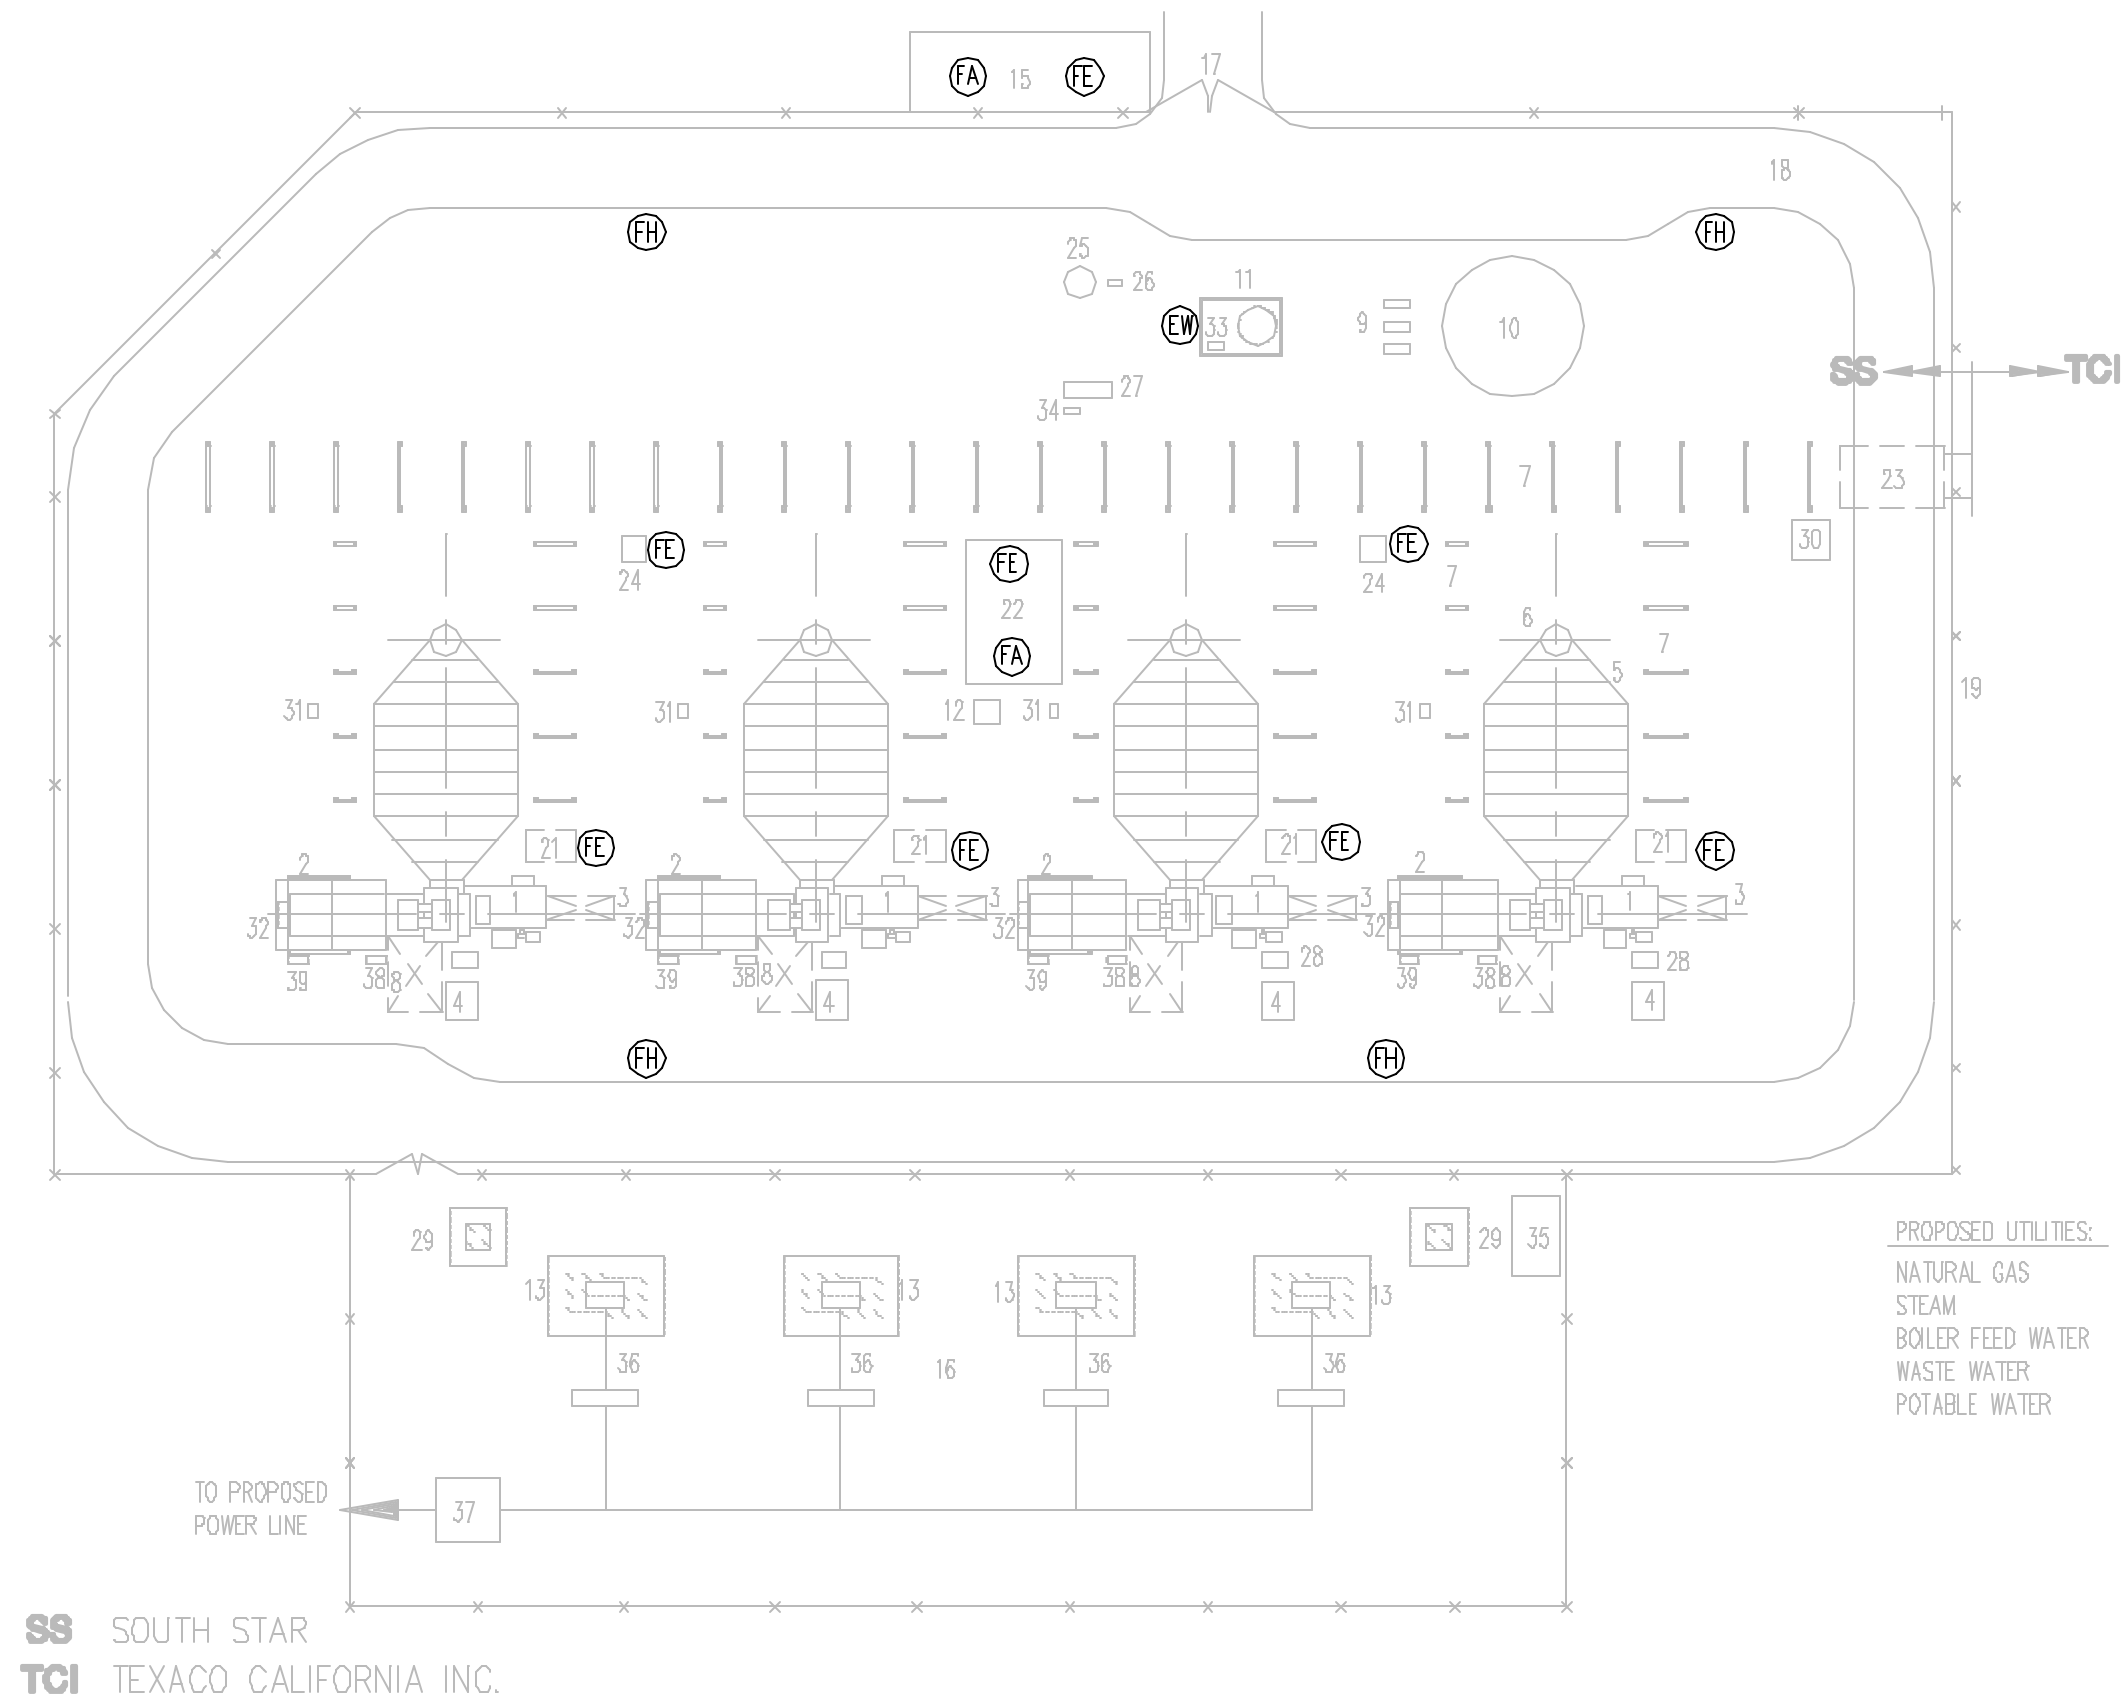 17
FA 15 FE
18
FH FH
25
26 11
EW 33 9 10
SS TCI
27
34
7
23
FE FE 30
24 FE 24 7
22
6
FA 7
5
19
31 31 12 31 31
21 FE 21 FE 21 FE 21 FE
2 2 2 2
1 3 1 3 1 3 1 3
32 32 32 32
28 28
39 38 8 39 38 8 39 38 8 39 38 8
4 4 4 4
FH FH
29 29 35
PROPOSED UTILITIES:
NATURAL GAS
STEAM
BOILER FEED WATER
WASTE WATER
POTABLE WATER
13 13 13 13
36 36 16 36 36
TO PROPOSED
POWER LINE
37
SS SOUTH STAR
TCI TEXACO CALIFORNIA INC.